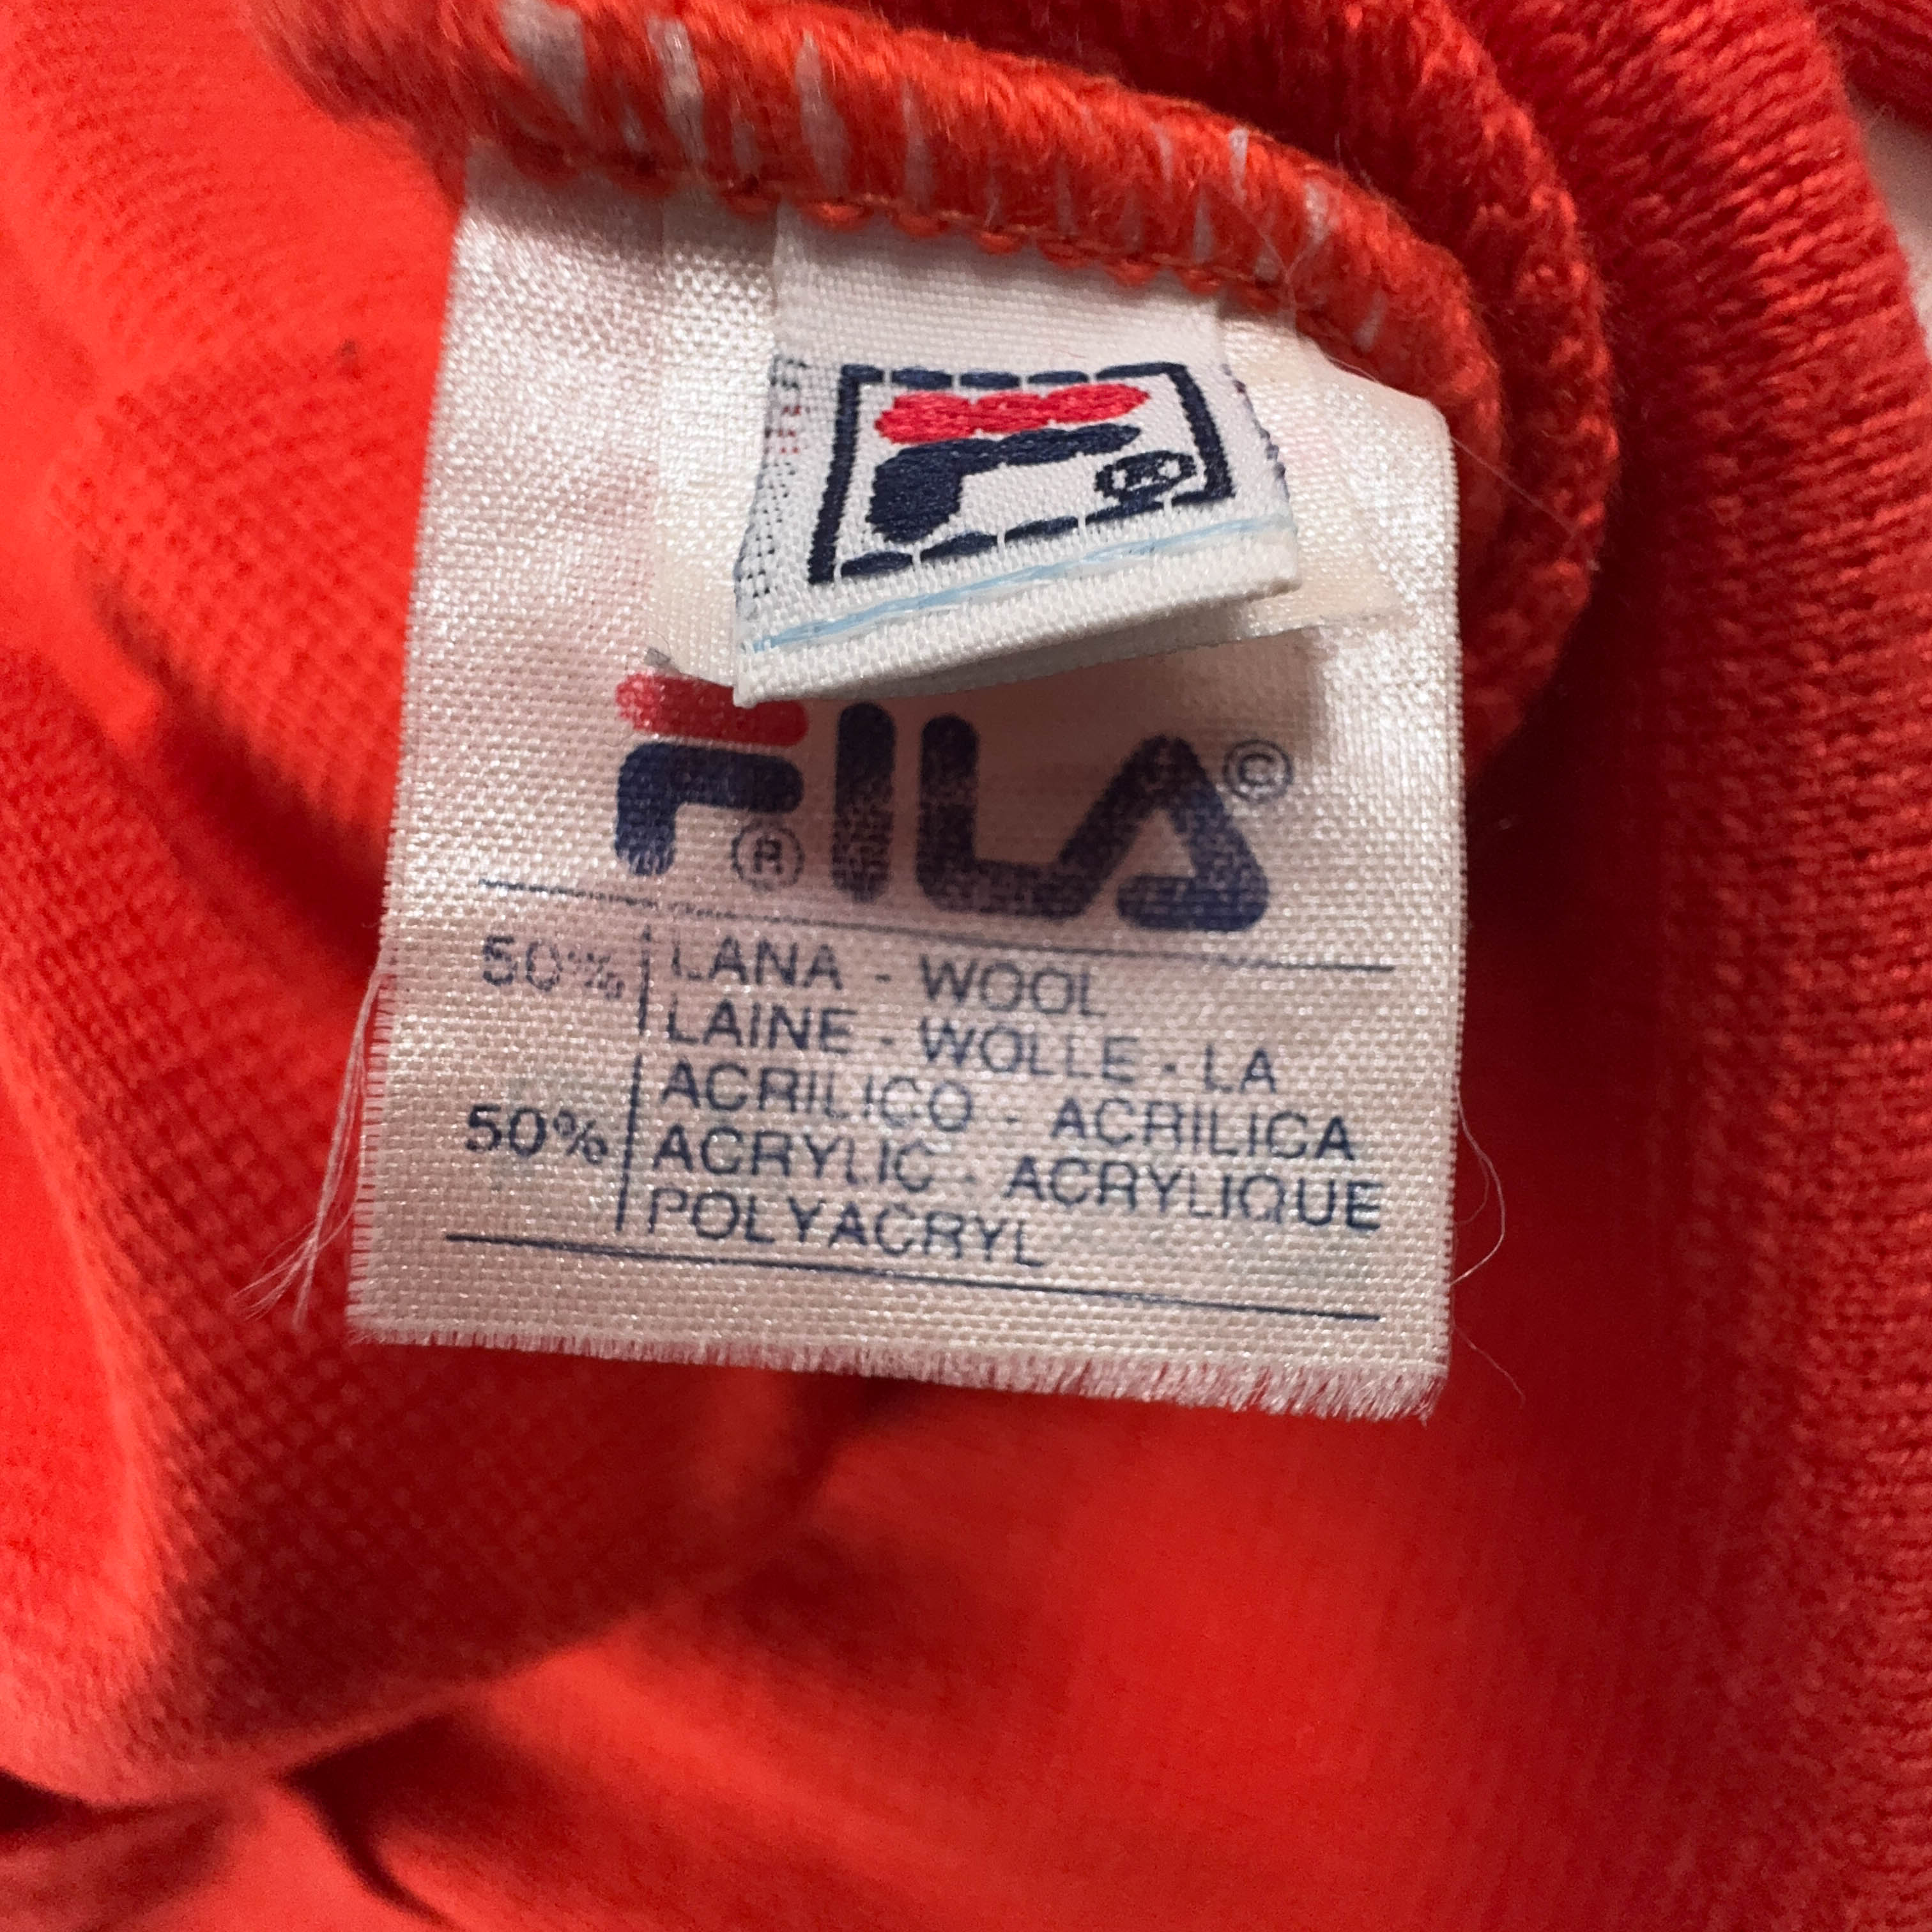 F ®
FILA ® ©
50% LANA - WOOL
LAINE - WOLLE - LA
ACRILICO - ACRILICA
50% ACRYLIC - ACRYLIQUE
POLYACRYL